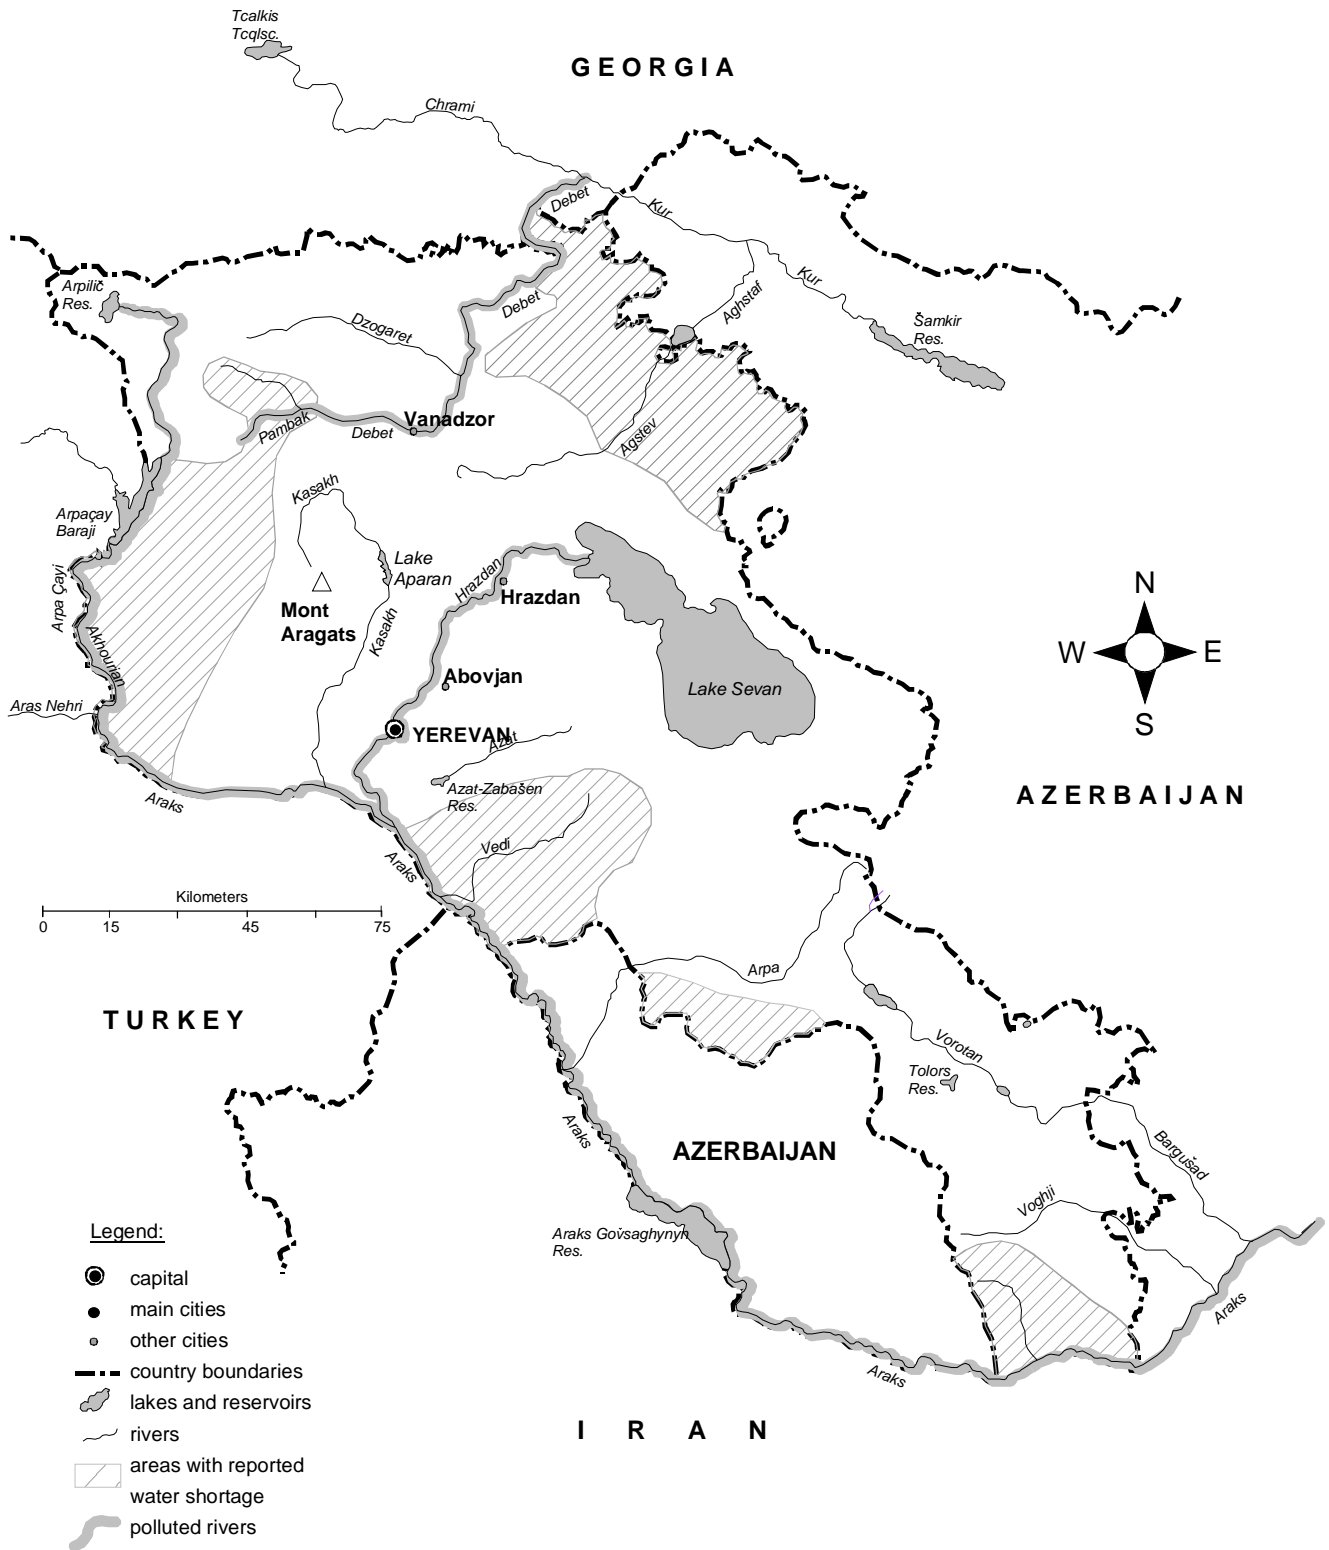 Tcalkis
Tcqlsc.
GEORGIA
Chrami
Debet
Kur
Kur
Arpilič
Res.
Debet
Aghstaf
Šamkir
Res.
Dzogaret
Vanadzor
Pambak
Debet
Agstev
Kasakh
Arpaçay
Baraji
Lake
Aparan
Hrazdan
Hrazdan
Mont
Aragats
Arpa Çayi
Akhourian
Kasakh
N
W
E
S
Abovjan
Lake Sevan
Aras Nehri
YEREVAN
Azat
Azat-Zabašen
Res.
AZERBAIJAN
Araks
Vedi
Araks
Kilometers
0 15 45 75
Arpa
TURKEY
Vorotan
Tolors
Res.
Araks
AZERBAIJAN
Bargušad
Voghji
Araks Govsaghynyn
Res.
Legend:
capital
main cities
other cities
country boundaries
lakes and reservoirs
rivers
areas with reported
water shortage
polluted rivers
Araks
Araks
IRAN